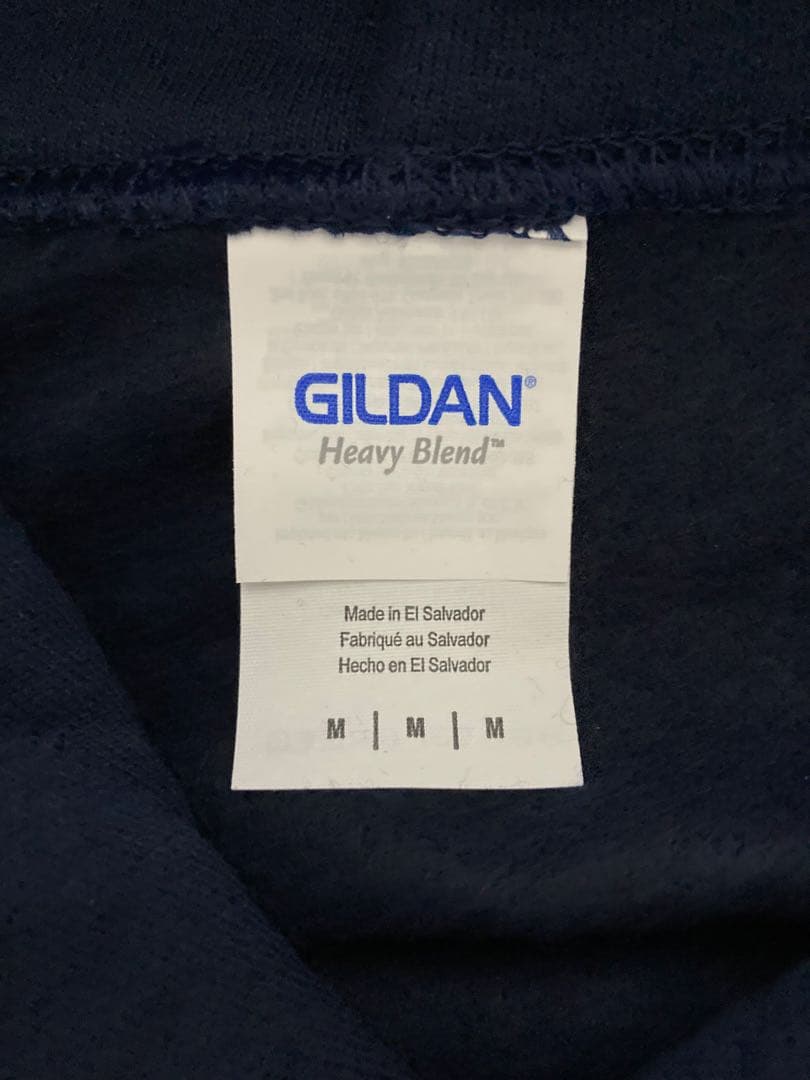 GILDAN®
Heavy Blend™
Made in El Salvador
Fabriqué au Salvador
Hecho en El Salvador
M | M | M